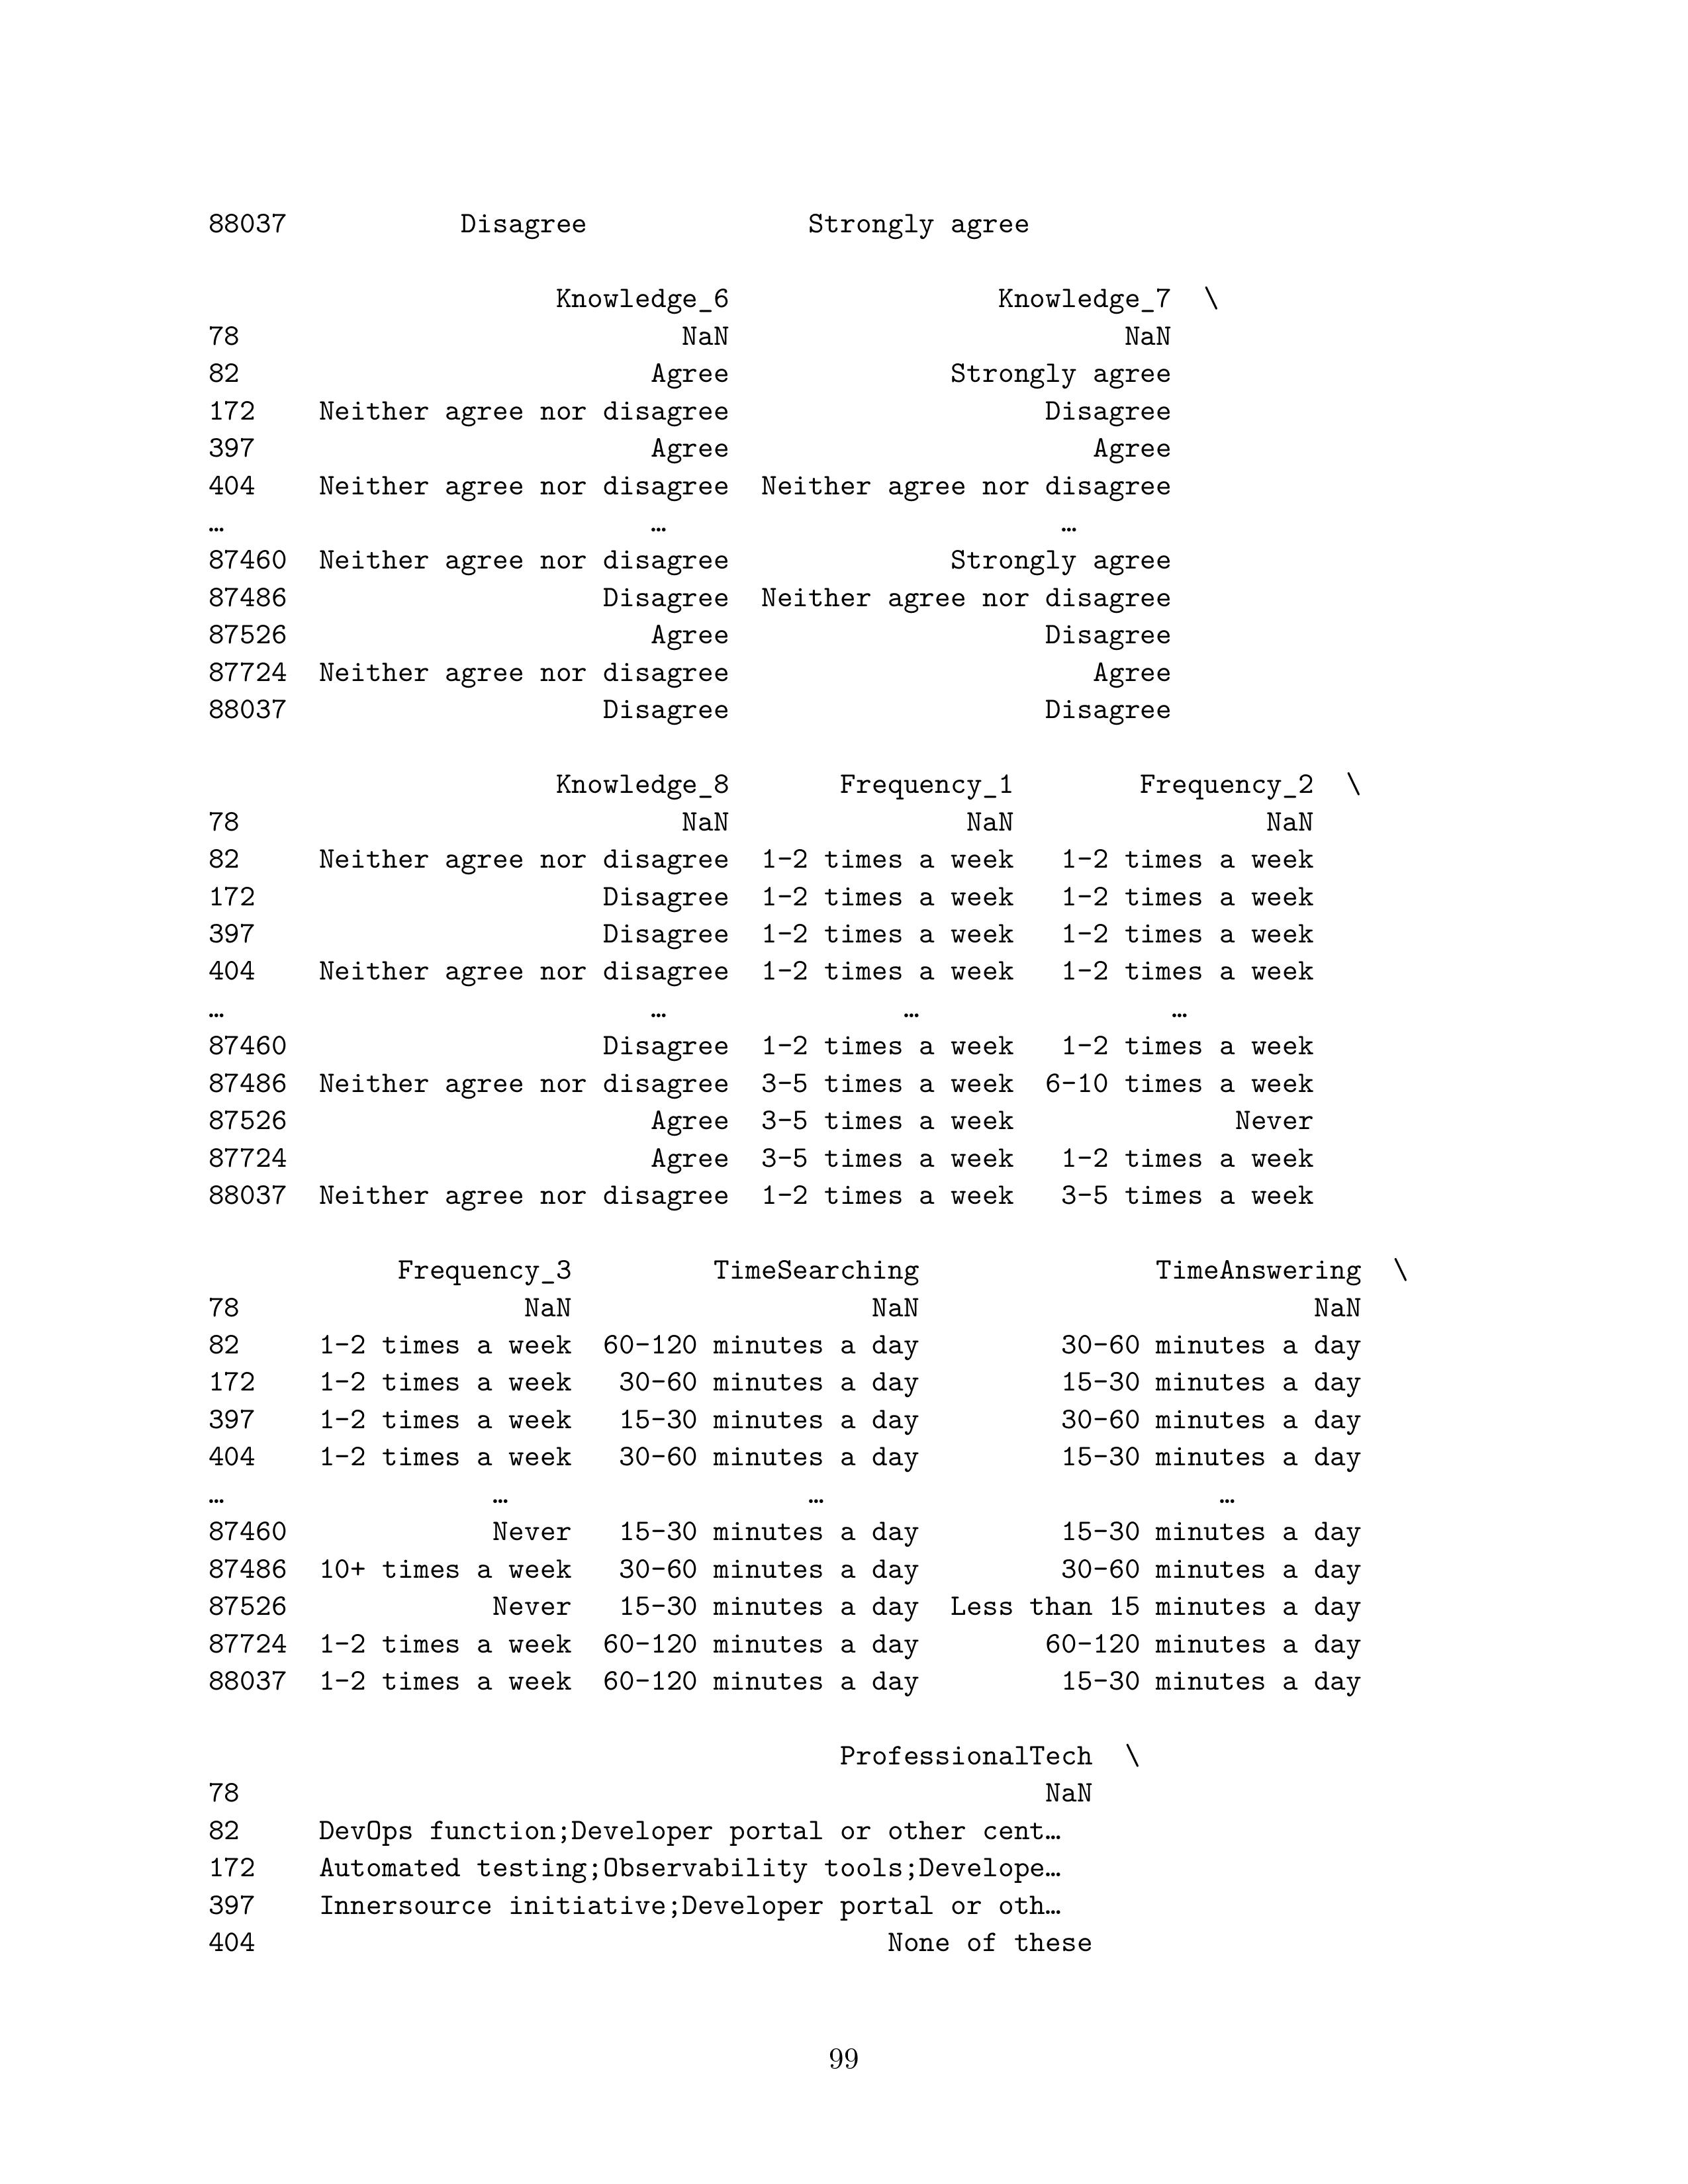 88037           Disagree              Strongly agree
                      Knowledge_6                 Knowledge_7  \
78                            NaN                         NaN
82                          Agree              Strongly agree
172    Neither agree nor disagree                    Disagree
397                         Agree                       Agree
404    Neither agree nor disagree  Neither agree nor disagree
…                           …                         …
87460  Neither agree nor disagree              Strongly agree
87486                    Disagree  Neither agree nor disagree
87526                       Agree                    Disagree
87724  Neither agree nor disagree                       Agree
88037                    Disagree                    Disagree
                      Knowledge_8       Frequency_1        Frequency_2  \
78                            NaN               NaN                NaN
82     Neither agree nor disagree  1-2 times a week   1-2 times a week
172                      Disagree  1-2 times a week   1-2 times a week
397                      Disagree  1-2 times a week   1-2 times a week
404    Neither agree nor disagree  1-2 times a week   1-2 times a week
…                           …               …                …
87460                    Disagree  1-2 times a week   1-2 times a week
87486  Neither agree nor disagree  3-5 times a week  6-10 times a week
87526                       Agree  3-5 times a week              Never
87724                       Agree  3-5 times a week   1-2 times a week
88037  Neither agree nor disagree  1-2 times a week   3-5 times a week
            Frequency_3         TimeSearching               TimeAnswering  \
78                  NaN                   NaN                         NaN
82     1-2 times a week  60-120 minutes a day         30-60 minutes a day
172    1-2 times a week   30-60 minutes a day         15-30 minutes a day
397    1-2 times a week   15-30 minutes a day         30-60 minutes a day
404    1-2 times a week   30-60 minutes a day         15-30 minutes a day
…                 …                   …                         …
87460             Never   15-30 minutes a day         15-30 minutes a day
87486  10+ times a week   30-60 minutes a day         30-60 minutes a day
87526             Never   15-30 minutes a day  Less than 15 minutes a day
87724  1-2 times a week  60-120 minutes a day        60-120 minutes a day
88037  1-2 times a week  60-120 minutes a day         15-30 minutes a day
                                        ProfessionalTech  \
78                                                   NaN
82     DevOps function;Developer portal or other cent…
172    Automated testing;Observability tools;Develope…
397    Innersource initiative;Developer portal or oth…
404                                        None of these
99